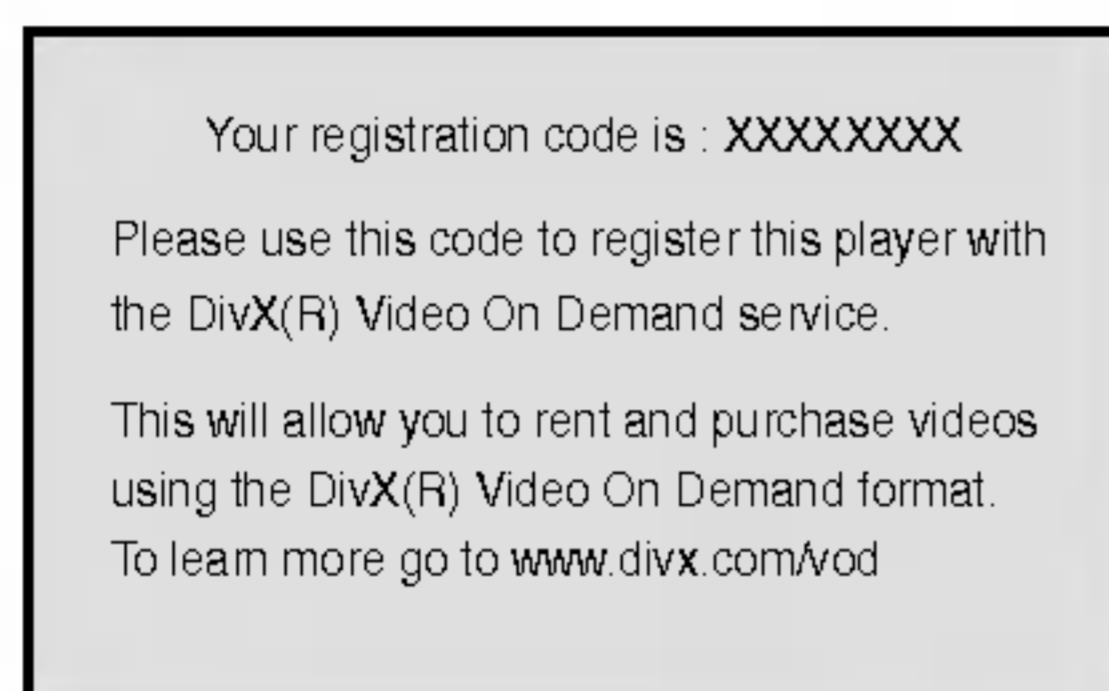 Your registration code is : XXXXXXXX
Please use this code to register this player with
the DivX(R) Video On Demand service.
This will allow you to rent and purchase videos
using the DivX(R) Video On Demand format.
To learn more go to www.divx.com/vod